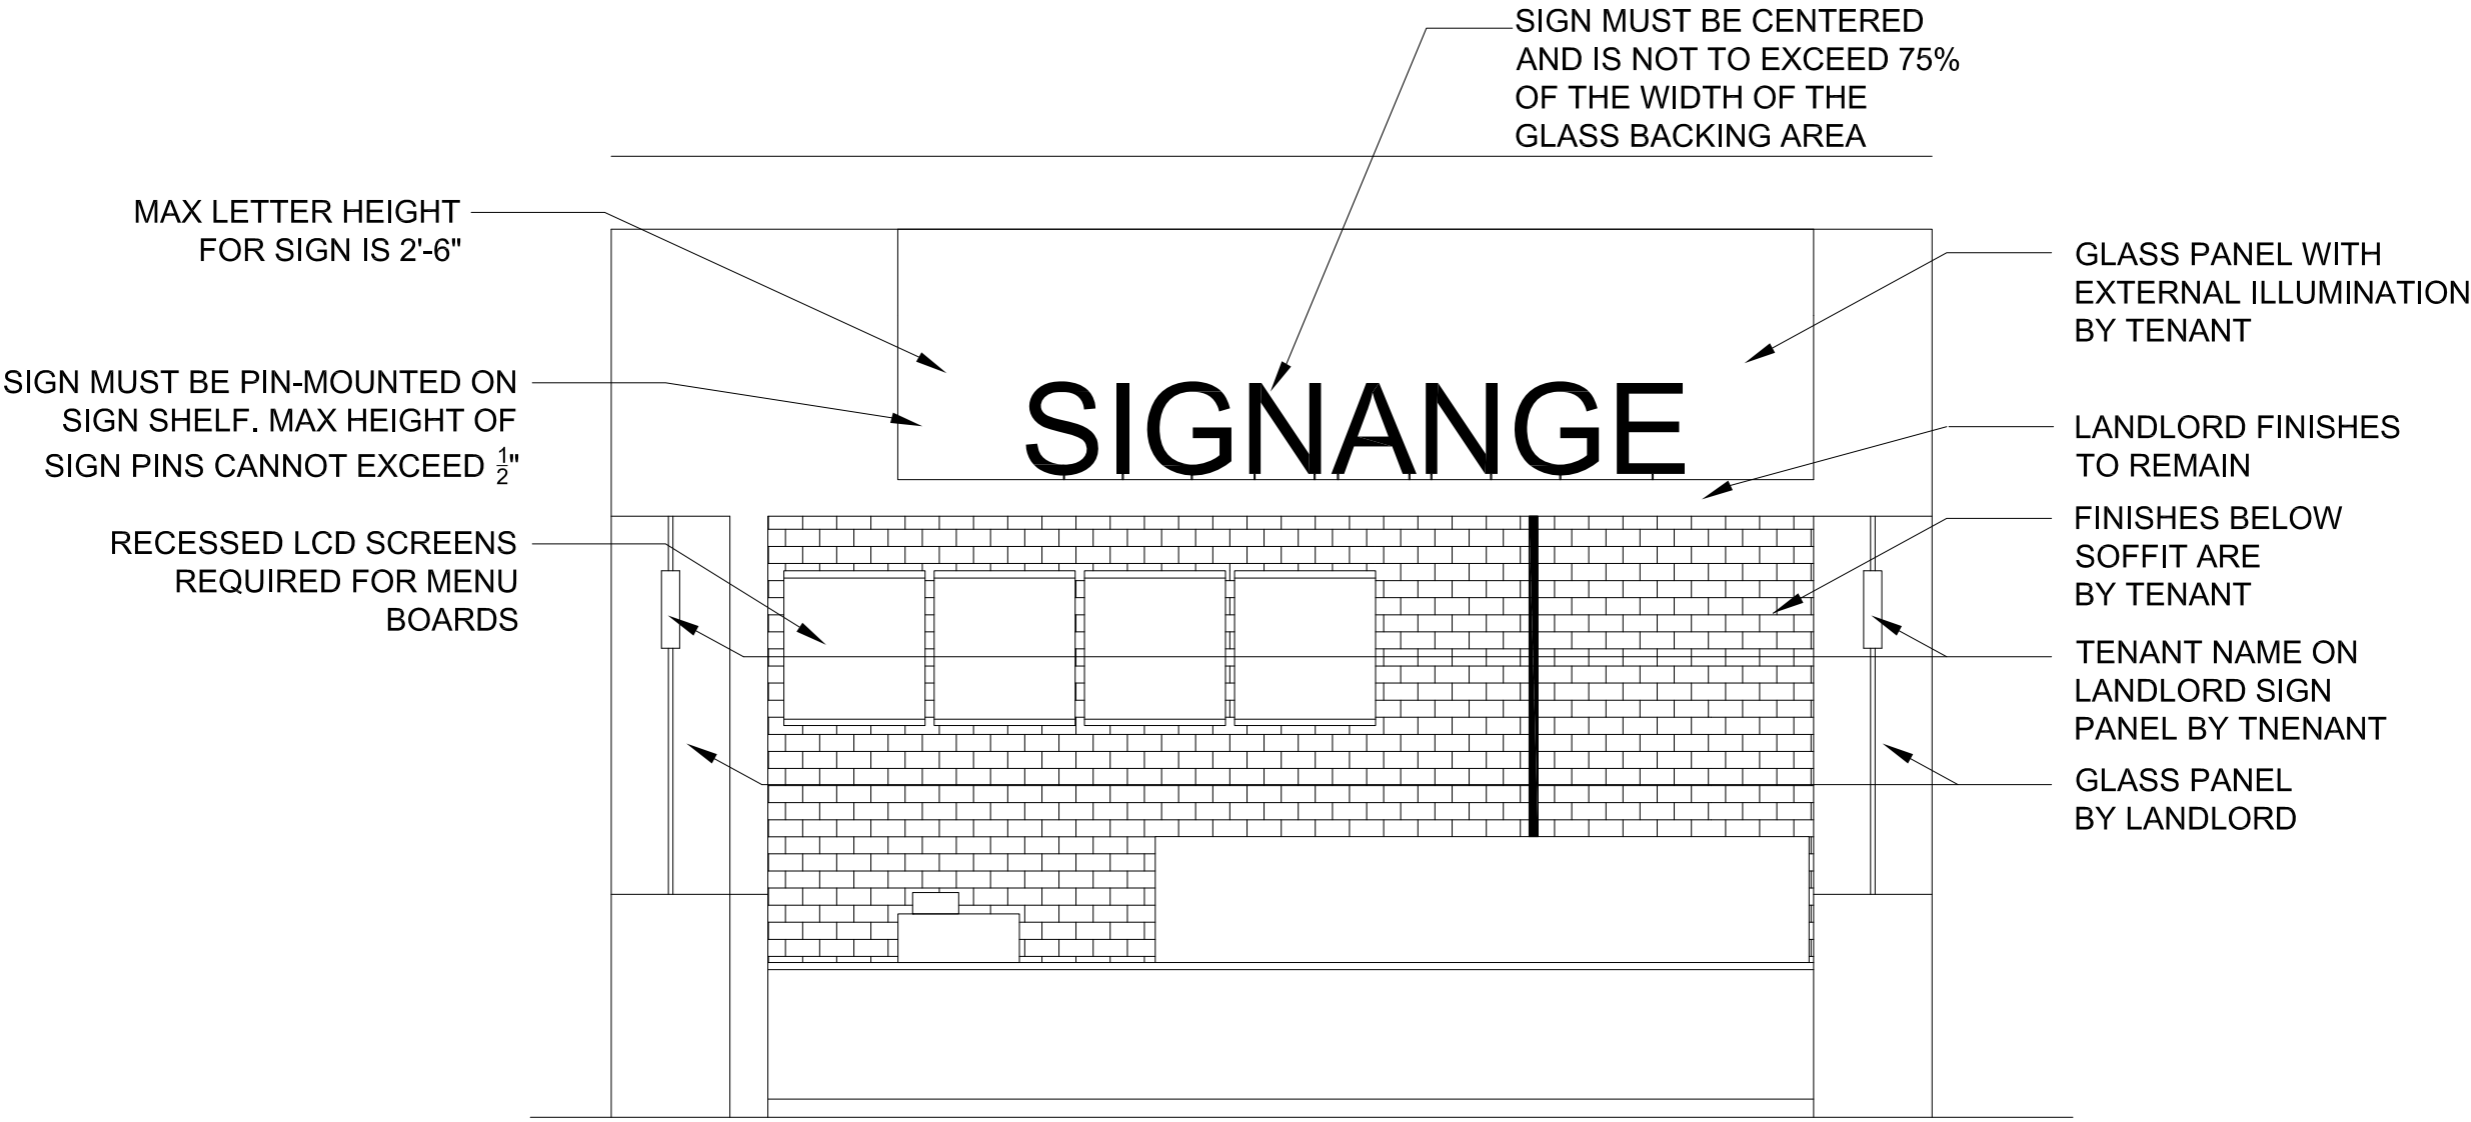 SIGN MUST BE CENTERED
AND IS NOT TO EXCEED 75%
OF THE WIDTH OF THE
GLASS BACKING AREA
MAX LETTER HEIGHT
FOR SIGN IS 2'-6"
SIGN MUST BE PIN-MOUNTED ON
SIGN SHELF. MAX HEIGHT OF
SIGN PINS CANNOT EXCEED ½"
RECESSED LCD SCREENS
REQUIRED FOR MENU
BOARDS
SIGNANGE
GLASS PANEL WITH
EXTERNAL ILLUMINATION
BY TENANT
LANDLORD FINISHES
TO REMAIN
FINISHES BELOW
SOFFIT ARE
BY TENANT
TENANT NAME ON
LANDLORD SIGN
PANEL BY TNENANT
GLASS PANEL
BY LANDLORD